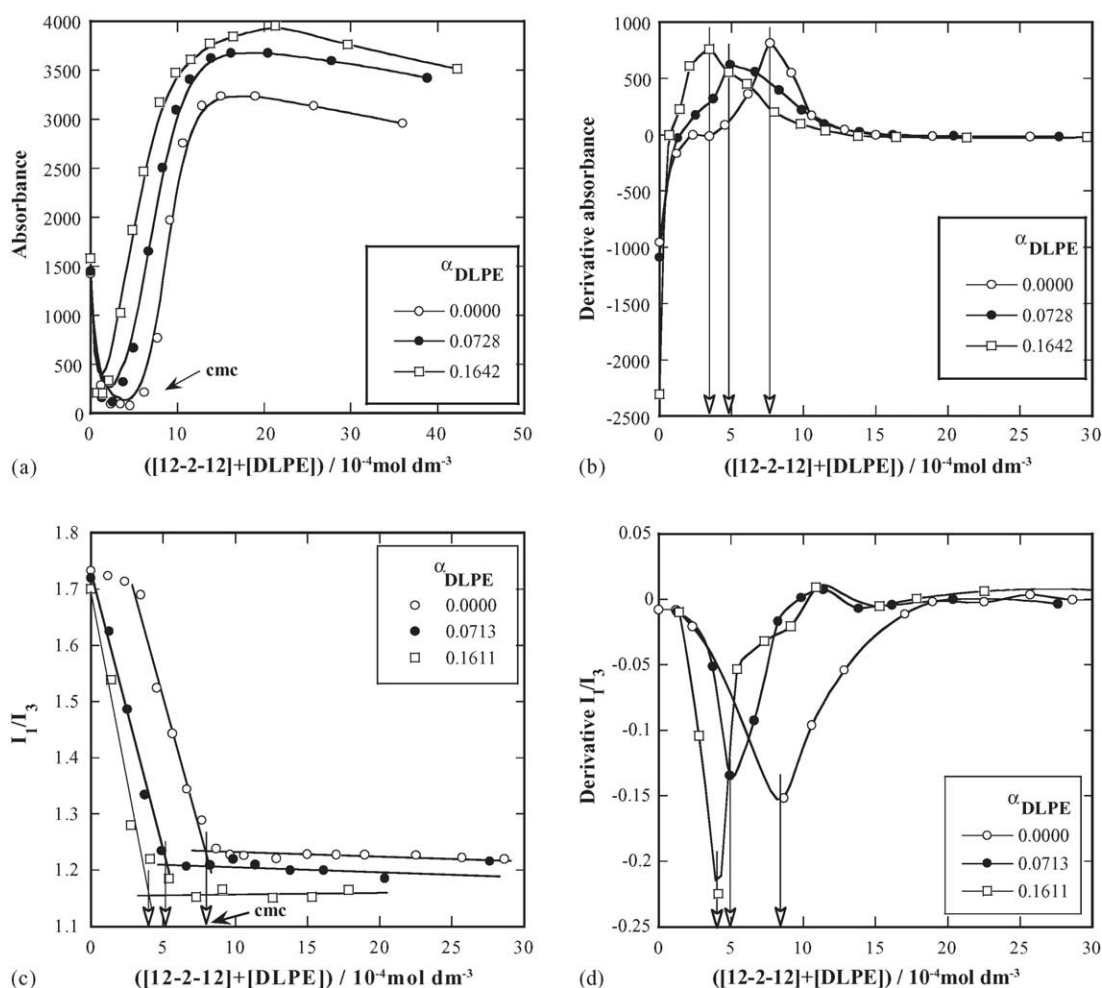 4000
3500
3000
2500
2000
1500
1000
500
0
Absorbance
α DLPE
0.0000
0.0728
0.1642
cmc
0 10 20 30 40 50
(a) ([12-2-12]+[DLPE]) / 10⁻⁴mol dm⁻³
1000
500
0
-500
-1000
-1500
-2000
-2500
Derivative absorbance
α DLPE
0.0000
0.0728
0.1642
0 5 10 15 20 25 30
(b) ([12-2-12]+[DLPE]) / 10⁻⁴mol dm⁻³
1.8
1.7
1.6
1.5
1.4
1.3
1.2
1.1
I₁/I₃
α DLPE
0.0000
0.0713
0.1611
cmc
0 5 10 15 20 25 30
(c) ([12-2-12]+[DLPE]) / 10⁻⁴mol dm⁻³
0.05
0
-0.05
-0.1
-0.15
-0.2
-0.25
Derivative I₁/I₃
α DLPE
0.0000
0.0713
0.1611
0 5 10 15 20 25 30
(d) ([12-2-12]+[DLPE]) / 10⁻⁴mol dm⁻³